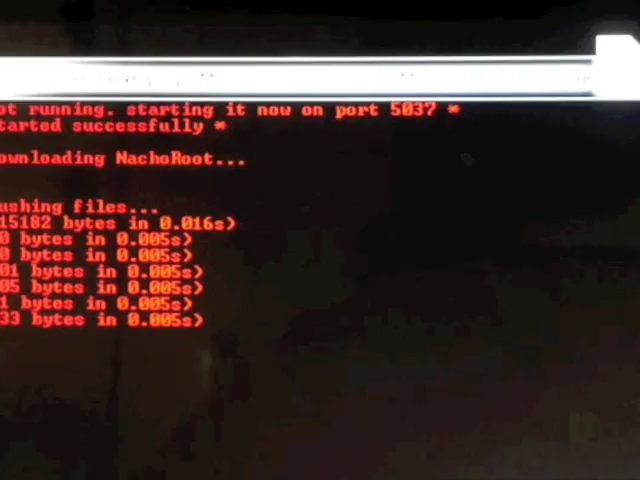 ot running. starting it now on port 5037 *
tarted successfully *
ownloading NachoRoot...
ushing files...
15182 bytes in 0.016s)
0 bytes in 0.005s)
0 bytes in 0.005s)
01 bytes in 0.005s)
05 bytes in 0.005s)
1 bytes in 0.005s)
33 bytes in 0.005s)